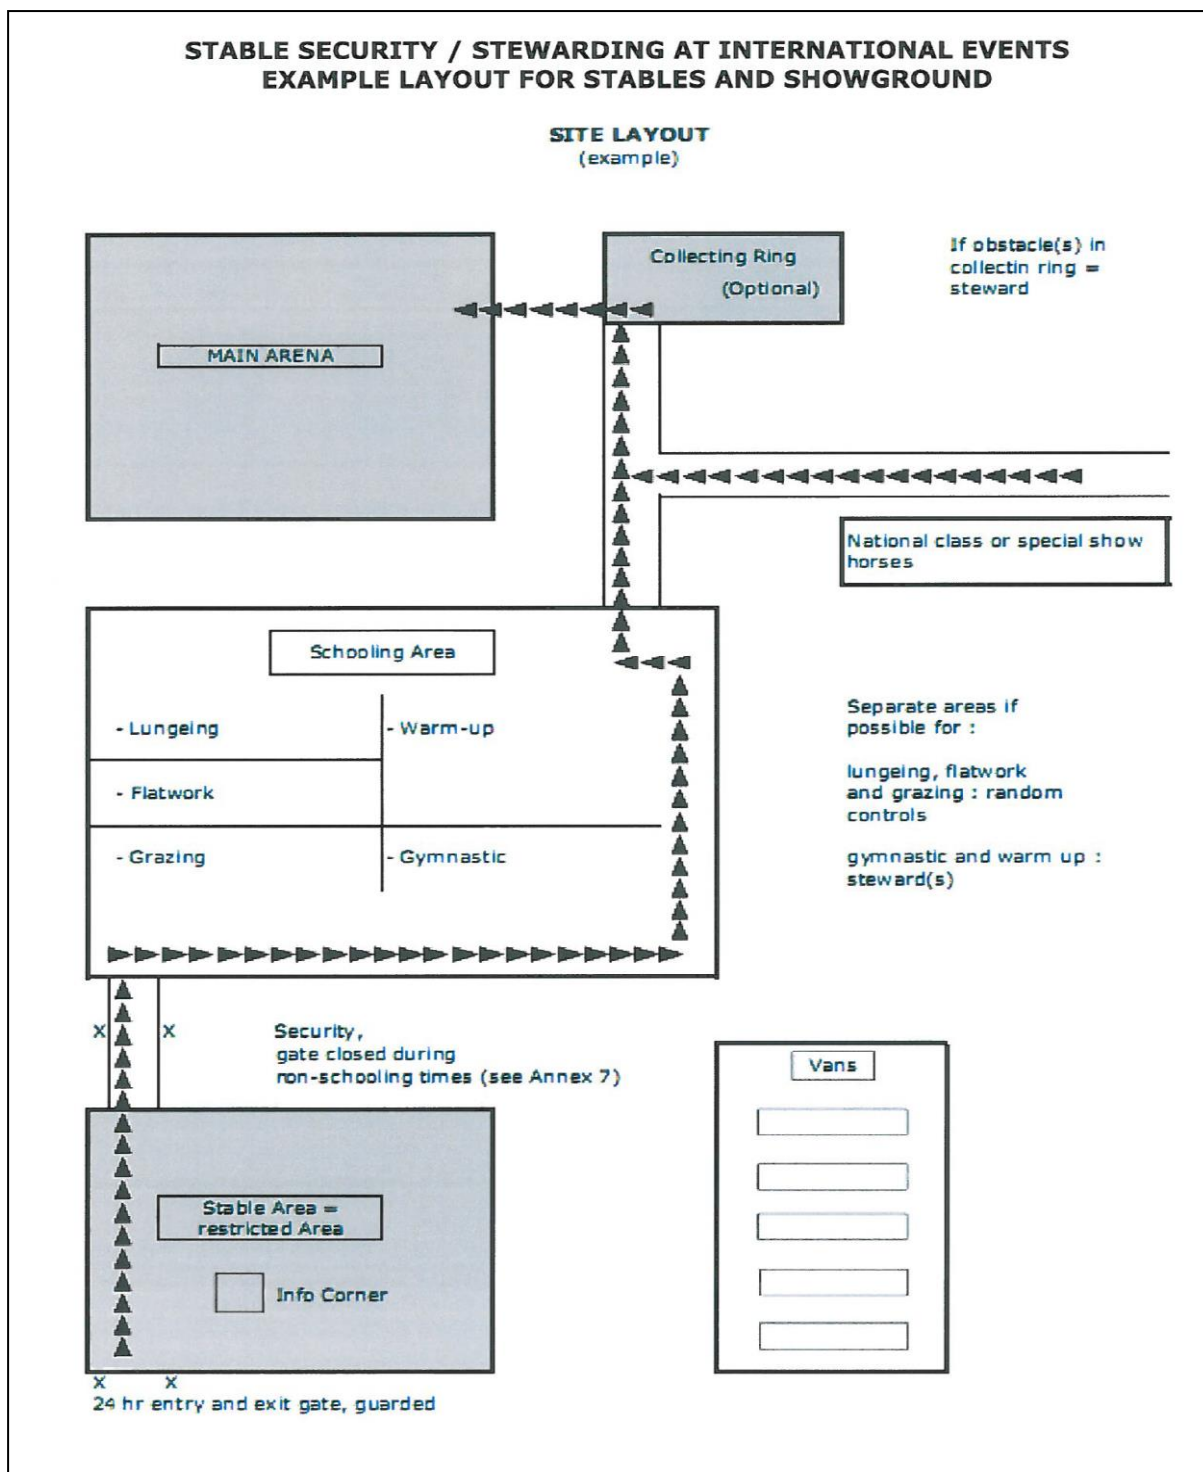 STABLE SECURITY / STEWARDING AT INTERNATIONAL EVENTS
EXAMPLE LAYOUT FOR STABLES AND SHOWGROUND
SITE LAYOUT
(example)
Collecting Ring
(Optional)
If obstacle(s) in
collectin ring =
steward
MAIN ARENA
National class or special show
horses
Schooling Area
- Lungeing
- Warm-up
- Flatwork
- Grazing
- Gymnastic
Separate areas if
possible for :
lungeing, flatwork
and grazing : random
controls
gymnastic and warm up :
steward(s)
X
X
Security,
gate closed during
non-schooling times (see Annex 7)
Vans
Stable Area =
restricted Area
Info Corner
X
X
24 hr entry and exit gate, guarded